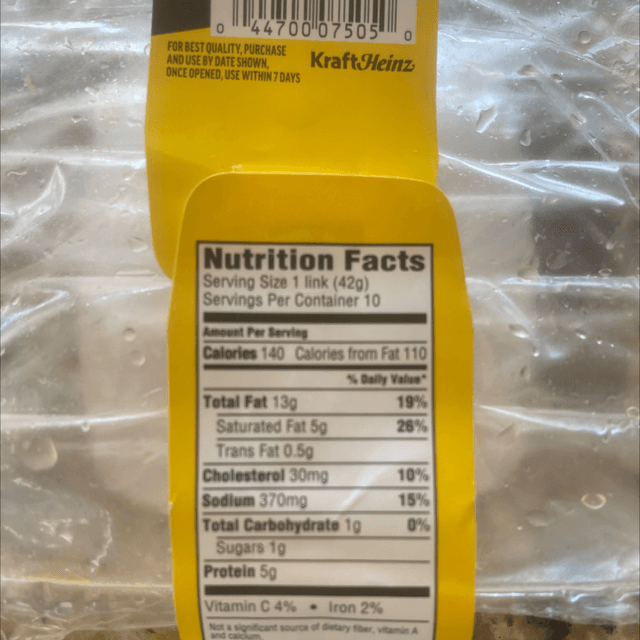 0 44700 07505 0
FOR BEST QUALITY, PURCHASE
AND USE BY DATE SHOWN,
ONCE OPENED, USE WITHIN 7 DAYS
KraftHeinz
Nutrition Facts
Serving Size 1 link (42g)
Servings Per Container 10
Amount Per Serving
Calories 140 Calories from Fat 110
% Daily Value*
Total Fat 13g 19%
Saturated Fat 5g 26%
Trans Fat 0.5g
Cholesterol 30mg 10%
Sodium 370mg 15%
Total Carbohydrate 1g 0%
Sugars 1g
Protein 5g
Vitamin C 4% • Iron 2%
Not a significant source of dietary fiber, vitamin A
and calcium.